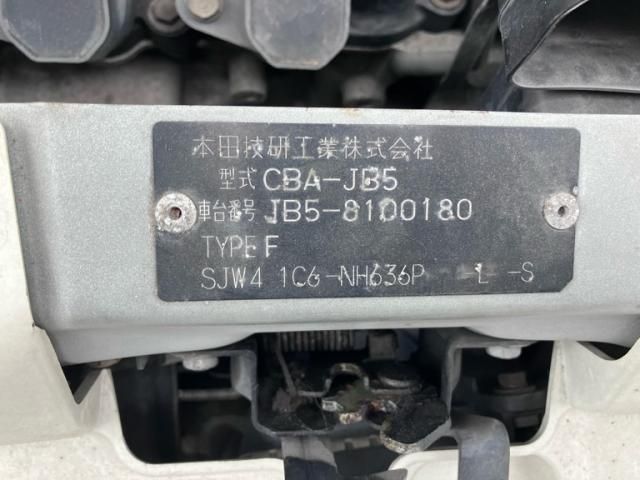 本田技研工業株式会社
型式 CBA-JB5
車台番号 JB5-8100180
TYPE F
SJW4 1C6-NH636P -L -S